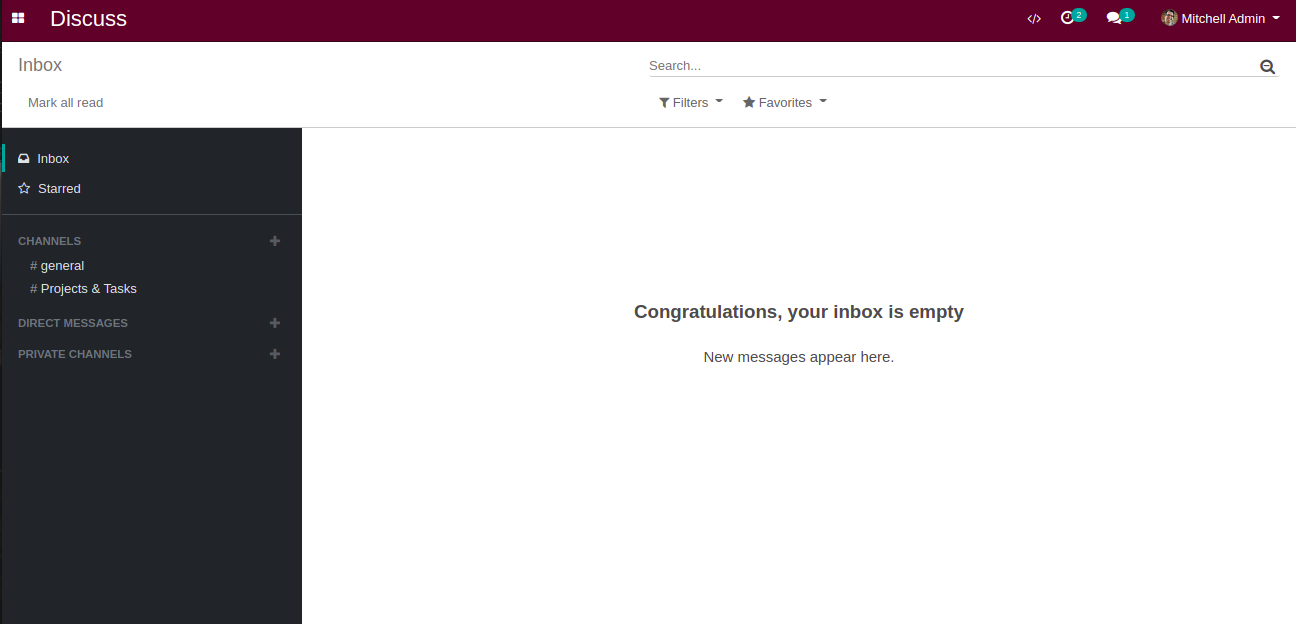 Discuss
</> 2 1 Mitchell Admin
Inbox
Search...
Mark all read
Filters
Favorites
Inbox
Starred
CHANNELS
# general
# Projects & Tasks
DIRECT MESSAGES
PRIVATE CHANNELS
Congratulations, your inbox is empty
New messages appear here.